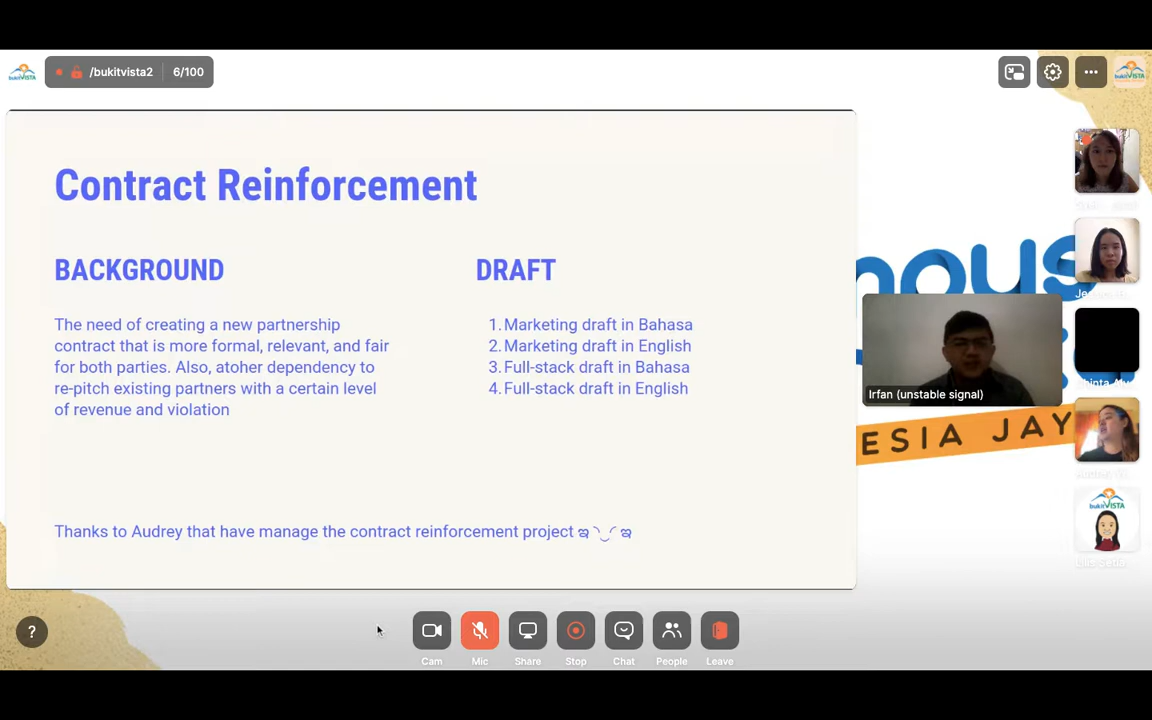 bukitVISTA
/bukitvista2
6/100
bukitVISTA
Contract Reinforcement
BACKGROUND
The need of creating a new partnership
contract that is more formal, relevant, and fair
for both parties. Also, atoher dependency to
re-pitch existing partners with a certain level
of revenue and violation
DRAFT
1. Marketing draft in Bahasa
2. Marketing draft in English
3. Full-stack draft in Bahasa
4. Full-stack draft in English
Thanks to Audrey that have manage the contract reinforcement project ఇ ◝‿◜ ఇ
Irfan (unstable signal)
ESIA JAY
bukitVISTA
?
Cam
Mic
Share
Stop
Chat
People
Leave